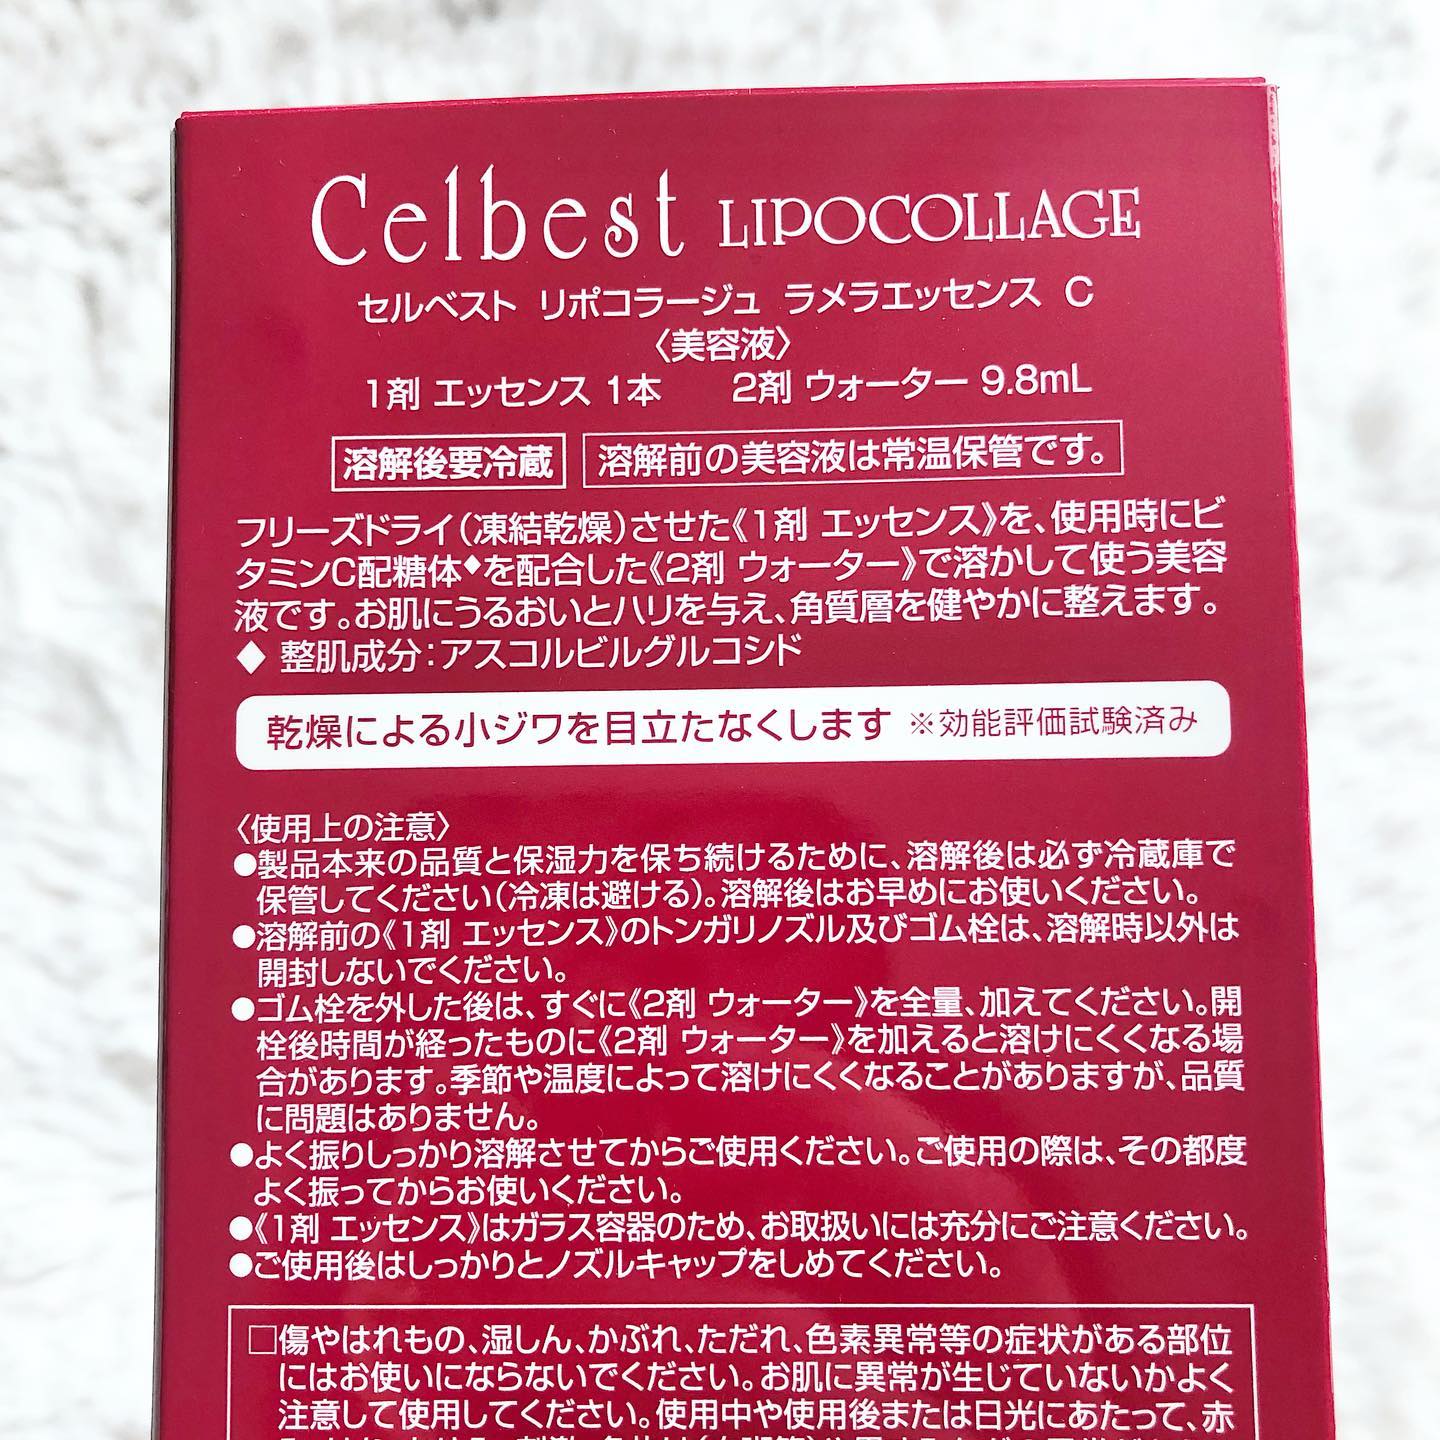 Celbest LIPOCOLLAGE
セルベスト リポコラージュ ラメラエッセンス C
〈美容液〉
1剤 エッセンス 1本 2剤 ウォーター 9.8mL
溶解後要冷蔵 溶解前の美容液は常温保管です。
フリーズドライ(凍結乾燥)させた《1剤 エッセンス》を、使用時にビ
タミンC配糖体◆を配合した《2剤 ウォーター》で溶かして使う美容
液です。お肌にうるおいとハリを与え、角質層を健やかに整えます。
◆ 整肌成分:アスコルビルグルコシド
乾燥による小ジワを目立たなくします ※効能評価試験済み
〈使用上の注意〉
●製品本来の品質と保湿力を保ち続けるために、溶解後は必ず冷蔵庫で
保管してください(冷凍は避ける)。溶解後はお早めにお使いください。
●溶解前の《1剤 エッセンス》のトンガリノズル及びゴム栓は、溶解時以外は
開封しないでください。
●ゴム栓を外した後は、すぐに《2剤 ウォーター》を全量、加えてください。開
栓後時間が経ったものに《2剤 ウォーター》を加えると溶けにくくなる場
合があります。季節や温度によって溶けにくくなることがありますが、品質
に問題はありません。
●よく振りしっかり溶解させてからご使用ください。ご使用の際は、その都度
よく振ってからお使いください。
●《1剤 エッセンス》はガラス容器のため、お取扱いには充分にご注意ください。
●ご使用後はしっかりとノズルキャップをしめてください。
□傷やはれもの、湿しん、かぶれ、ただれ、色素異常等の症状がある部位
にはお使いにならないでください。お肌に異常が生じていないかよく
注意して使用してください。使用中や使用後または日光にあたって、赤